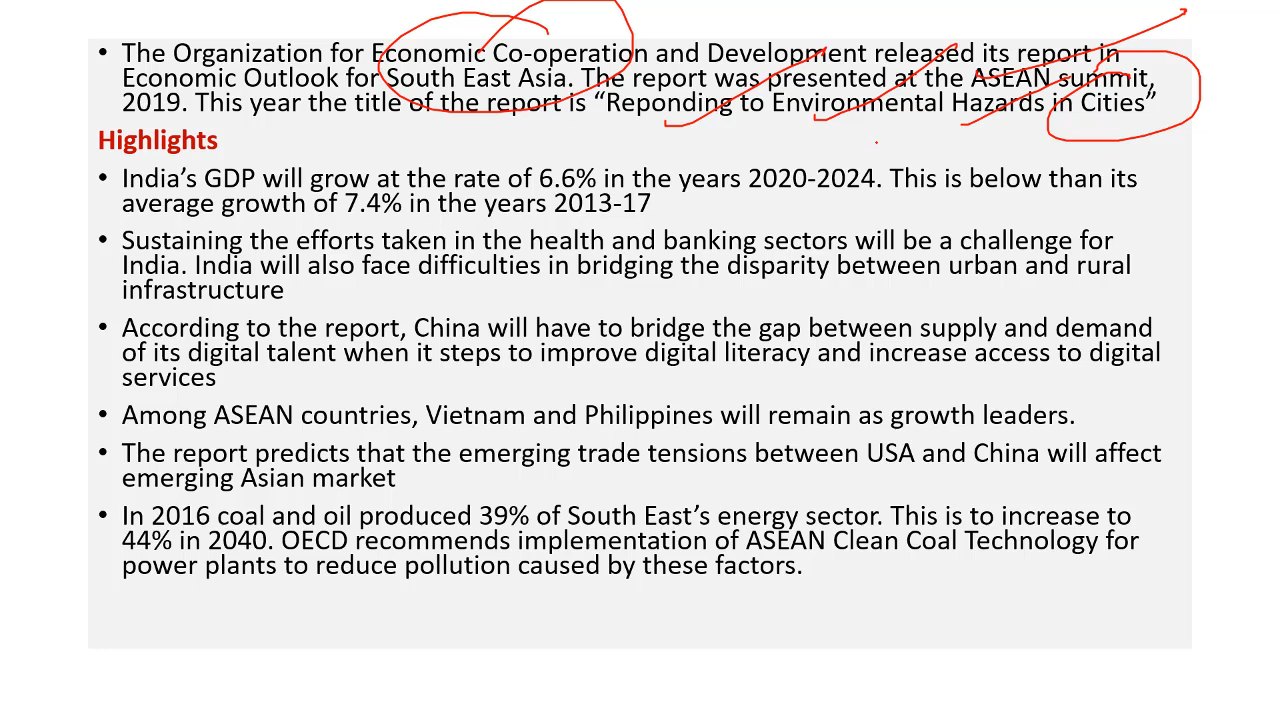 • The Organization for Economic Co-operation and Development released its report in
Economic Outlook for South East Asia. The report was presented at the ASEAN summit,
2019. This year the title of the report is “Reponding to Environmental Hazards in Cities”
Highlights
• India’s GDP will grow at the rate of 6.6% in the years 2020-2024. This is below than its
average growth of 7.4% in the years 2013-17
• Sustaining the efforts taken in the health and banking sectors will be a challenge for
India. India will also face difficulties in bridging the disparity between urban and rural
infrastructure
• According to the report, China will have to bridge the gap between supply and demand
of its digital talent when it steps to improve digital literacy and increase access to digital
services
• Among ASEAN countries, Vietnam and Philippines will remain as growth leaders.
• The report predicts that the emerging trade tensions between USA and China will affect
emerging Asian market
• In 2016 coal and oil produced 39% of South East’s energy sector. This is to increase to
44% in 2040. OECD recommends implementation of ASEAN Clean Coal Technology for
power plants to reduce pollution caused by these factors.